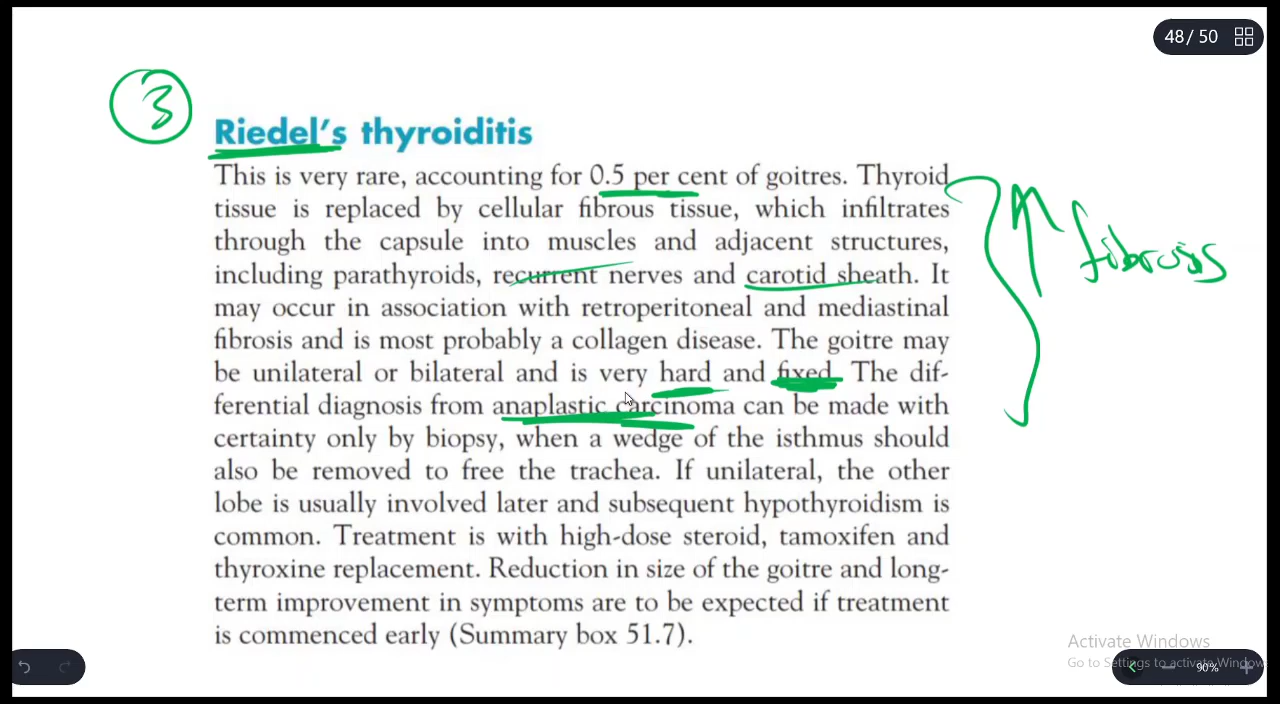 48/ 50
3
Riedel's thyroiditis
This is very rare, accounting for 0.5 per cent of goitres. Thyroid
tissue is replaced by cellular fibrous tissue, which infiltrates
through the capsule into muscles and adjacent structures,
including parathyoids, recurrent nerves and carotid sheath. It
may occur in association with retroperitoneal and mediastinal
fibrosis and is most probably a collagen disease. The goitre may
be unilateral or bilateral and is very hard and fixed. The dif-
ferential diagnosis from anaplastic carcinoma can be made with
certainty only by biopsy, when a wedge of the isthmus should
also be removed to free the trachea. If unilateral, the other
lobe is usually involved later and subsequent hypothyroidism is
common. Treatment is with high-dose steroid, tamoxifen and
thyroxine replacement. Reduction in size of the goitre and long-
term improvement in symptoms are to be expected if treatment
is commenced early (Summary box 51.7).
fibrosis
Activate Windows
Go to Settings to activate Windows
90%